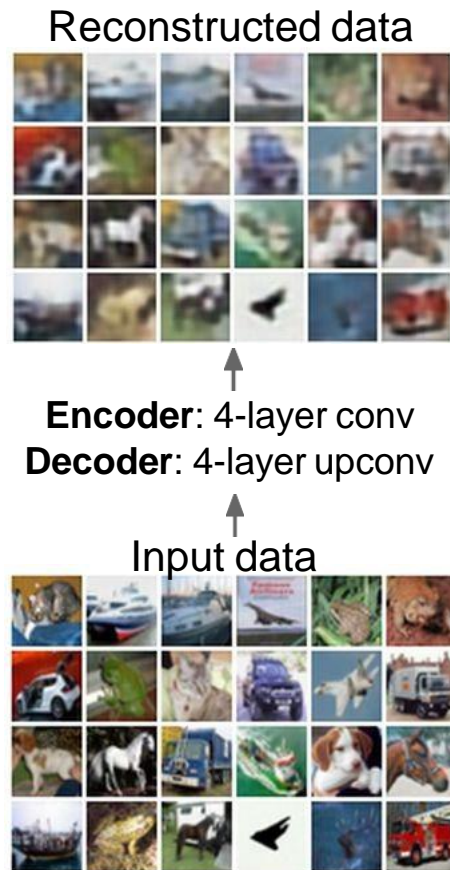 Reconstructed data
Encoder: 4-layer conv
Decoder: 4-layer upconv
Input data